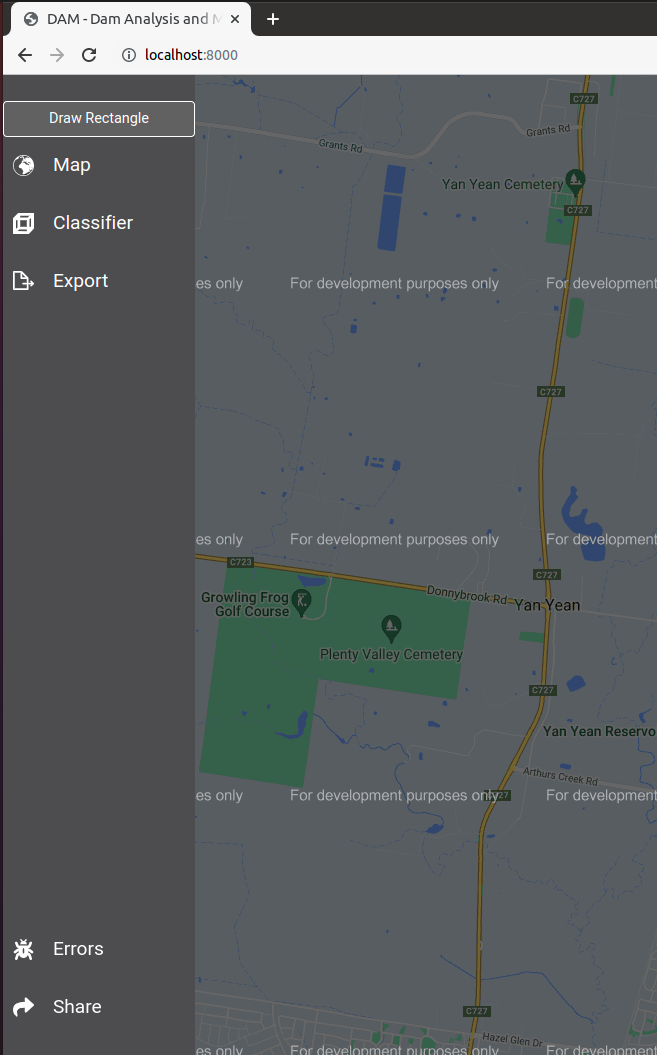 DAM - Dam Analysis and M
localhost:8000
Draw Rectangle
Map
Classifier
Export
Errors
Share
C727
Grants Rd
Grants Rd
Yan Yean Cemetery
C727
es only
For development purposes only
For development
C727
es only
For development purposes only
For development
C723
C727
Growling Frog
Golf Course
Donnybrook Rd
Yan Yean
Plenty Valley Cemetery
C727
Yan Yean Reservo
Arthurs Creek Rd
es only
For development purposes only
C727
For development
C727
Hazel Glen Dr
es only
For development purposes only
For development